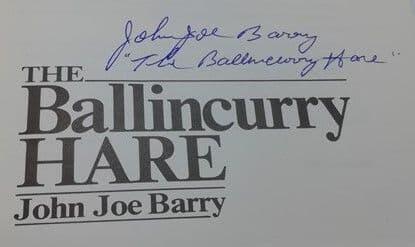 John Joe Barry
"The Ballincurry Hare"
THE
Ballincurry
HARE
John Joe Barry